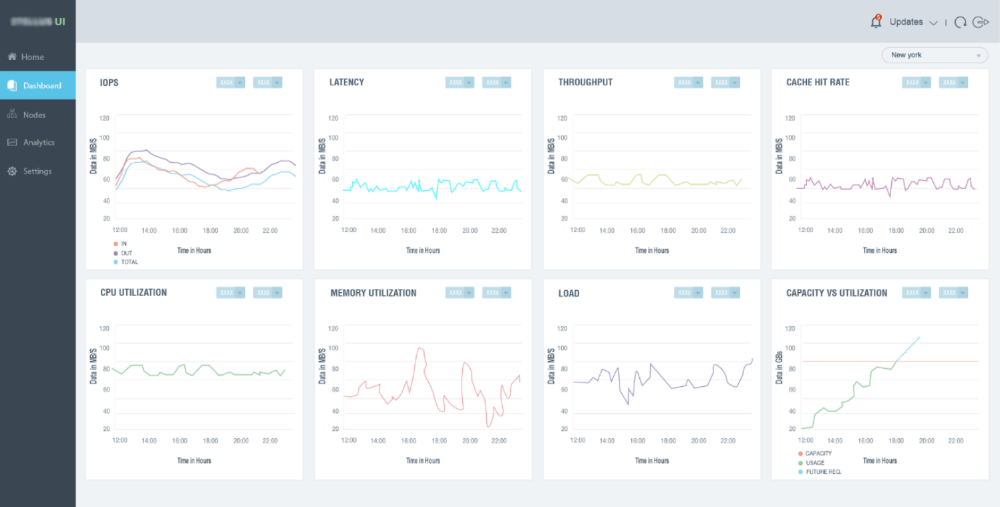 UI
5
Updates
New york
Home
Dashboard
Nodes
Analytics
Settings
IOPS
XXXX
XXXX
Data in MB/S
120
100
80
60
40
20
12:00 14:00 16:00 18:00 20:00 22:00
IN
OUT
TOTAL
Time in Hours
LATENCY
XXXX
XXXX
Data in MB/S
120
100
80
60
40
20
12:00 14:00 16:00 18:00 20:00 22:00
Time in Hours
THROUGHPUT
XXXX
XXXX
Data in MB/S
120
100
80
60
40
20
12:00 14:00 16:00 18:00 20:00 22:00
Time in Hours
CACHE HIT RATE
XXXX
XXXX
Data in MB/S
120
100
80
60
40
20
12:00 14:00 16:00 18:00 20:00 22:00
Time in Hours
CPU UTILIZATION
XXXX
XXXX
Data in MB/S
120
100
80
60
40
20
12:00 14:00 16:00 18:00 20:00 22:00
Time in Hours
MEMORY UTILIZATION
XXXX
XXXX
Data in MB/S
120
100
80
60
40
20
12:00 14:00 16:00 18:00 20:00 22:00
Time in Hours
LOAD
XXXX
XXXX
Data in MB/S
120
100
80
60
40
20
12:00 14:00 16:00 18:00 20:00 22:00
Time in Hours
CAPACITY VS UTILIZATION
XXXX
XXXX
Data in GBs
120
100
80
60
40
20
12:00 14:00 16:00 18:00 20:00 22:00
CAPACITY
USAGE
FUTURE REQ.
Time in Hours